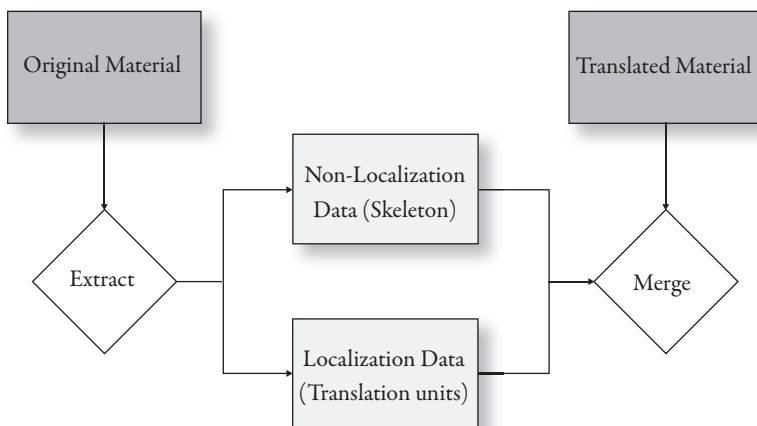 Original Material
Translated Material
Non-Localization
Data (Skeleton)
Extract
Merge
Localization Data
(Translation units)